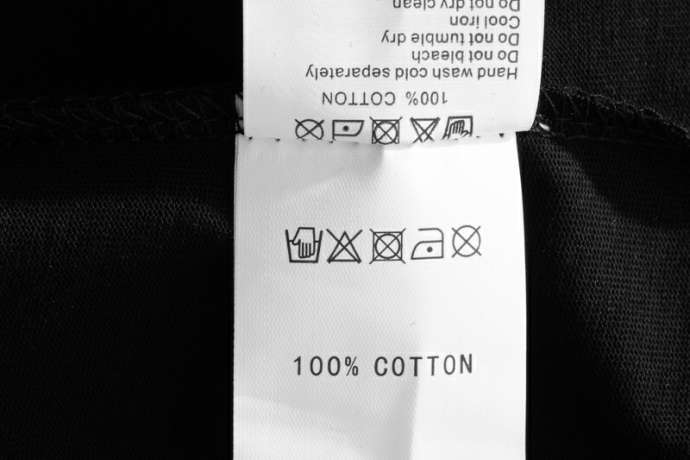 100% COTTON
Hand wash cold separately
Do not bleach
Do not tumble dry
Cool iron
Do not dry clean
100% COTTON